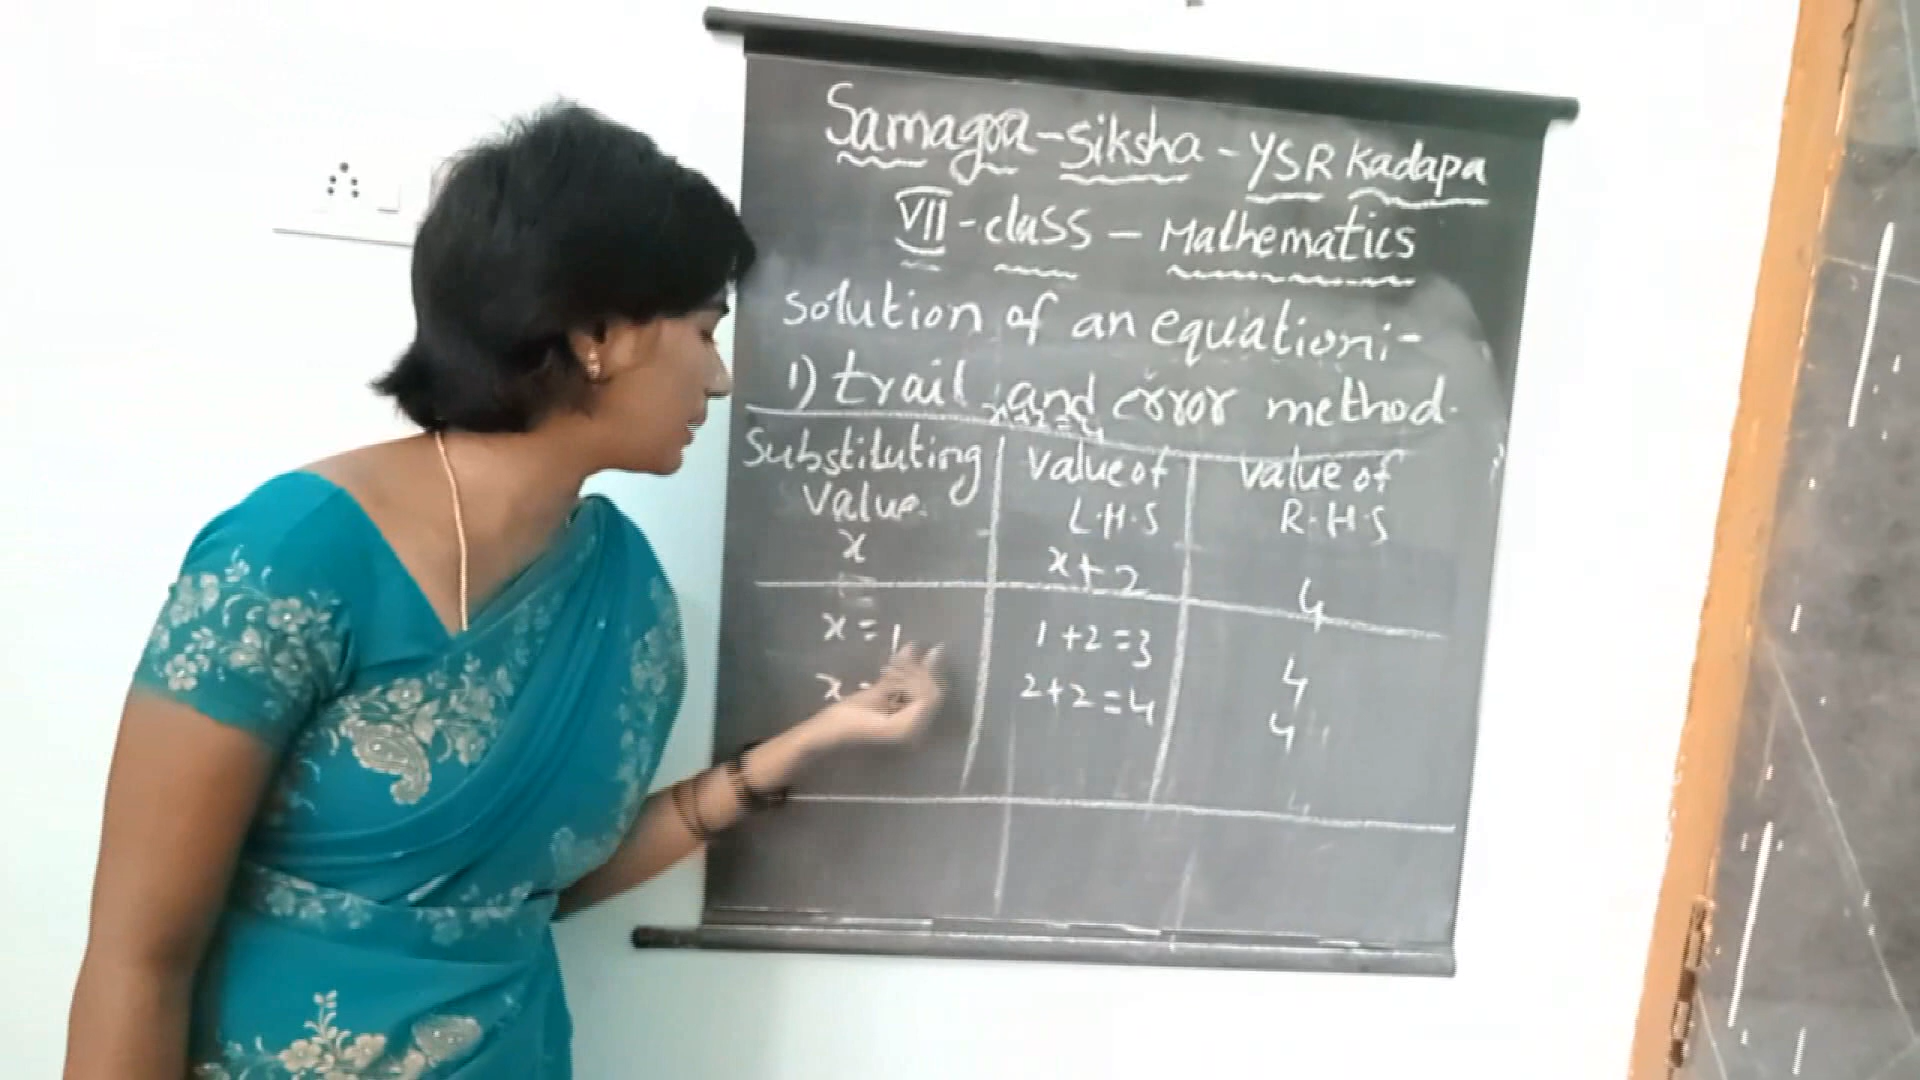 Samagra-Siksha-YSR Kadapa
VII-class-Mathematics
Solution of an equation:-
1) trail and error method.
x+2=4
Substituting Value. x
Value of L.H.S x+2
Value of R.H.S 4
x=1 1+2=3 4
x= 2+2=4 4